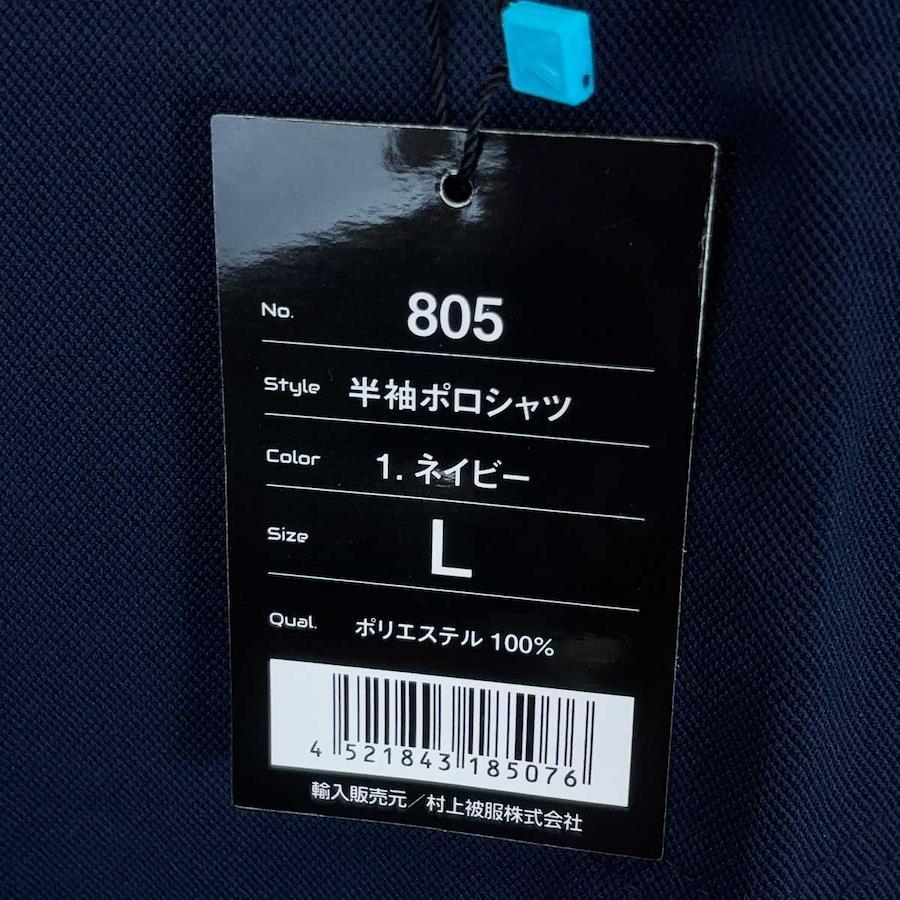 No. 805
Style 半袖ポロシャツ
Color 1. ネイビー
Size L
Qual. ポリエステル 100%
4 521843 185076
輸入販売元／村上被服株式会社